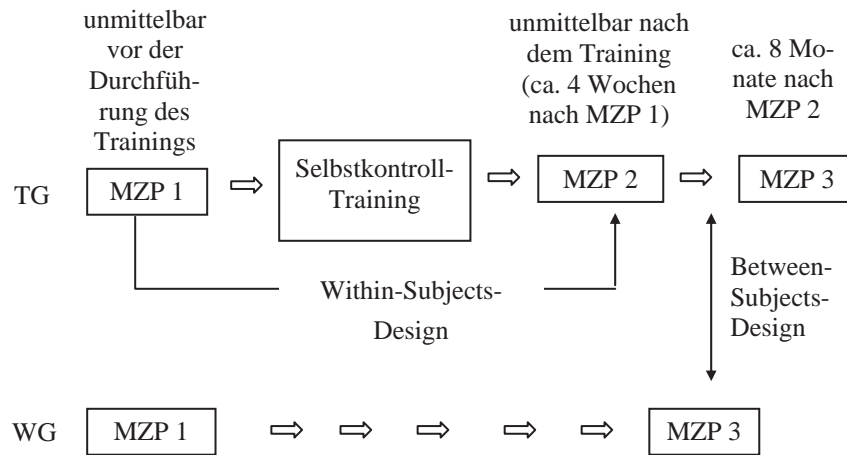 unmittelbar
vor der
Durchfüh-
rung des
Trainings
unmittelbar nach
dem Training
(ca. 4 Wochen
nach MZP 1)
ca. 8 Mo-
nate nach
MZP 2
TG
MZP 1
Selbstkontroll-
Training
MZP 2
MZP 3
Within-Subjects-
Design
Between-
Subjects-
Design
WG
MZP 1
MZP 3